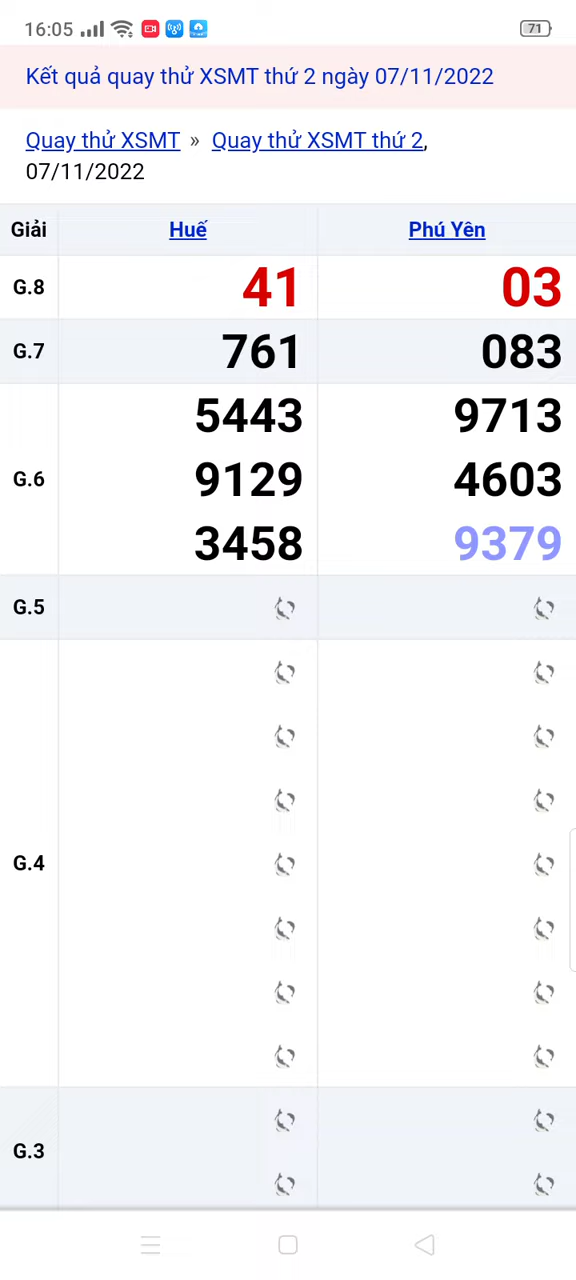 16:05
71
Kết quả quay thử XSMT thứ 2 ngày 07/11/2022
Quay thử XSMT » Quay thử XSMT thứ 2,
07/11/2022
Giải Huế Phú Yên
G.8 41 03
G.7 761 083
5443 9713
G.6 9129 4603
3458 9379
G.5
G.4
G.3